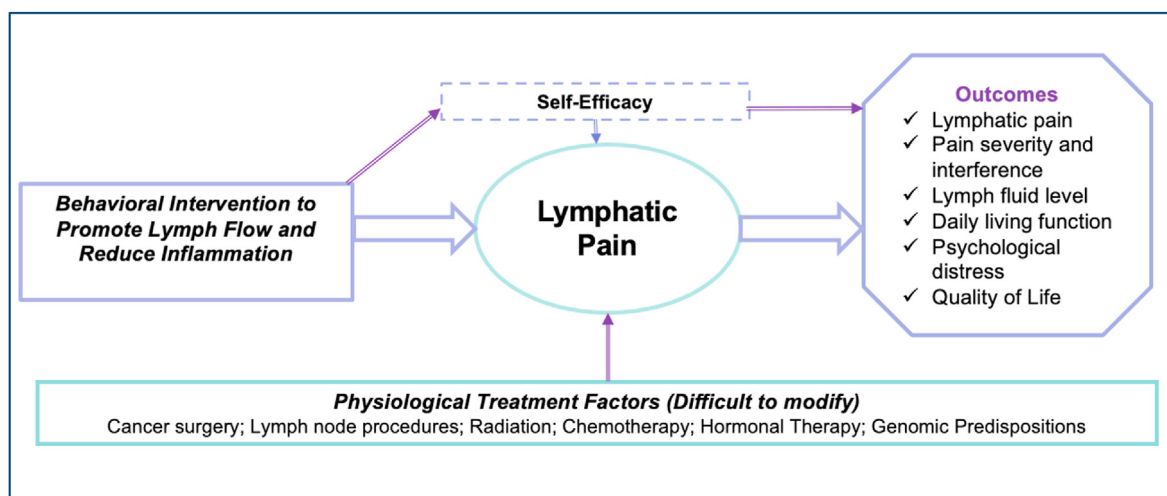 Self-Efficacy
Behavioral Intervention to
Promote Lymph Flow and
Reduce Inflammation
Lymphatic
Pain
Outcomes
✓ Lymphatic pain
✓ Pain severity and
interference
✓ Lymph fluid level
✓ Daily living function
✓ Psychological
distress
✓ Quality of Life
Physiological Treatment Factors (Difficult to modify)
Cancer surgery; Lymph node procedures; Radiation; Chemotherapy; Hormonal Therapy; Genomic Predispositions